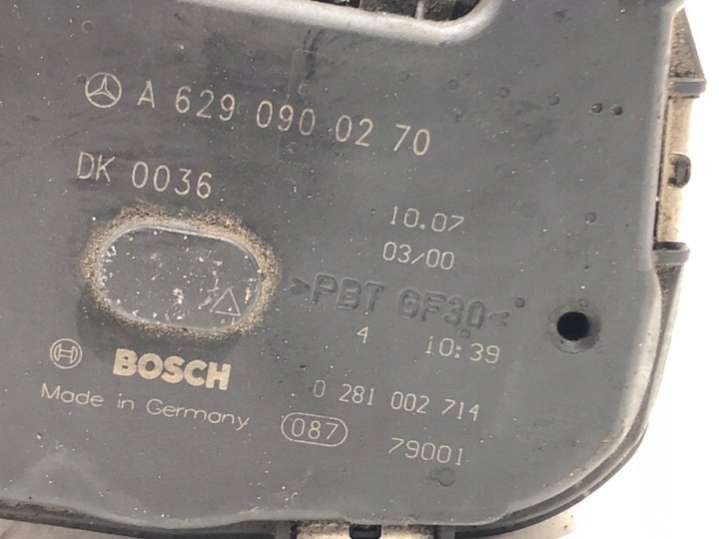 A 629 090 02 70
DK 0036
10.07
03/00
>PBT GF30<
4 10:39
BOSCH
0 281 002 714
Made in Germany
087
79001